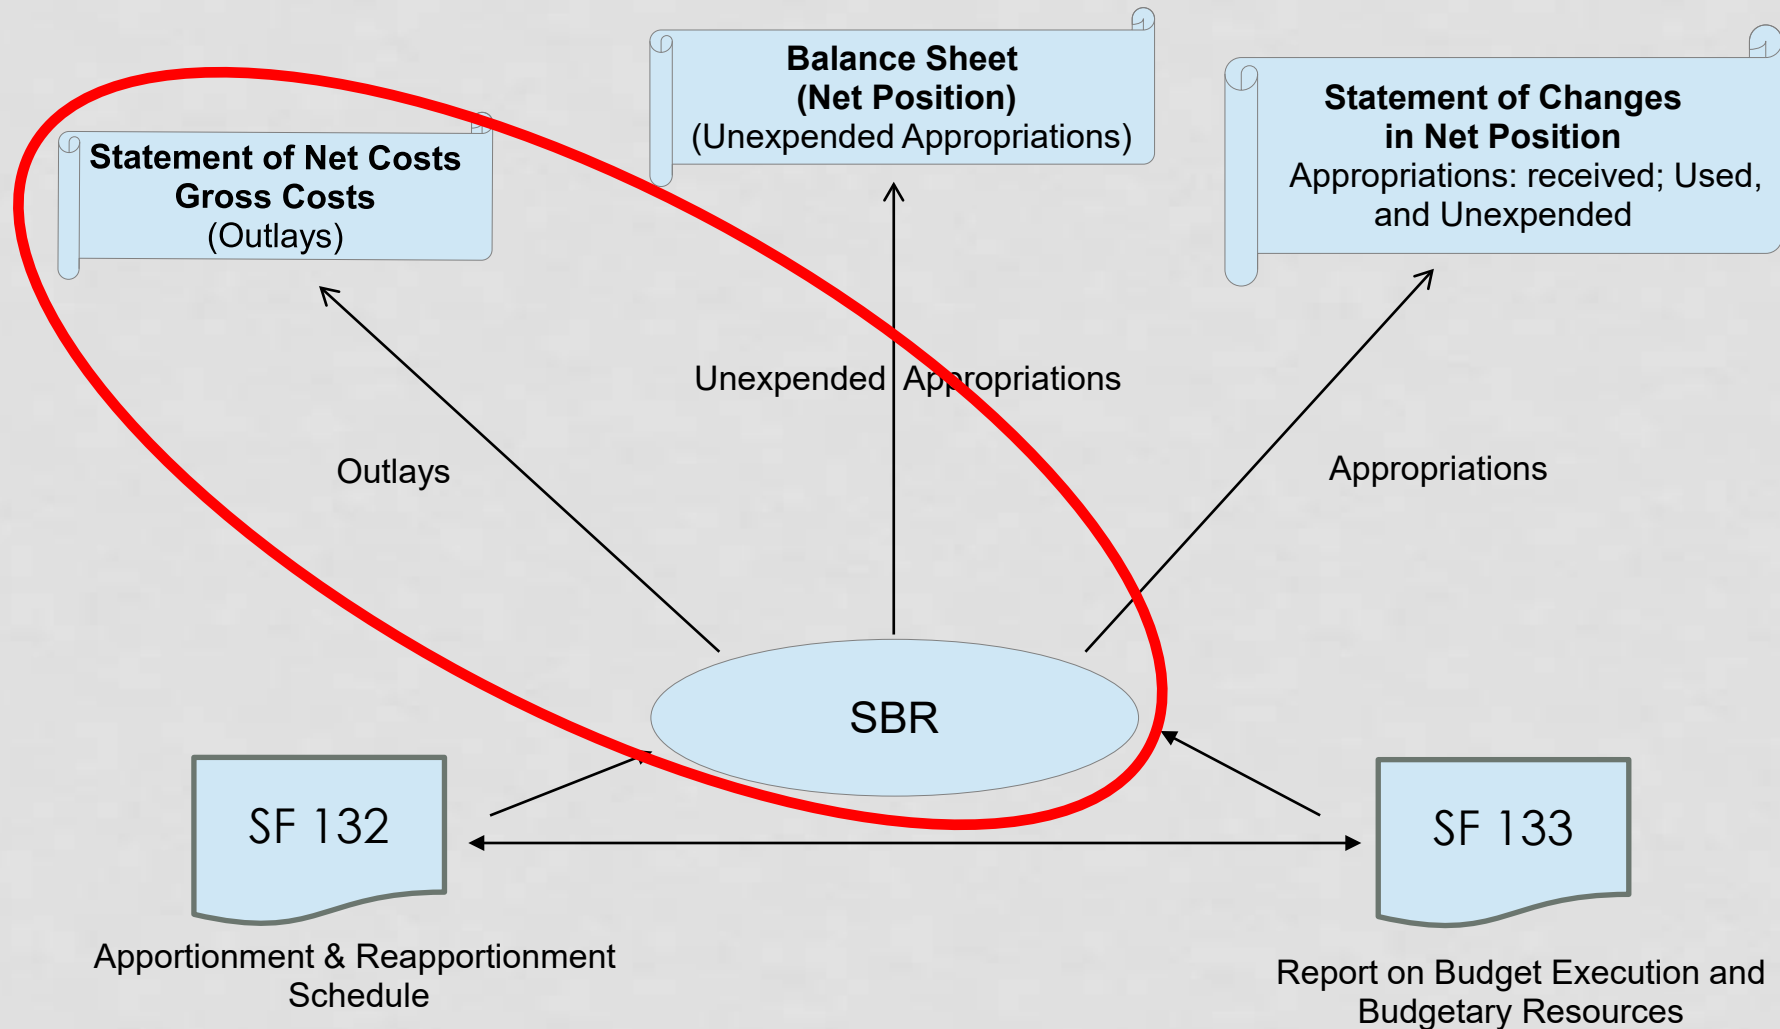 Balance Sheet
(Net Position)
(Unexpended Appropriations)
Statement of Changes
in Net Position
Appropriations: received; Used,
and Unexpended
Statement of Net Costs
Gross Costs
(Outlays)
Unexpended Appropriations
Outlays
Appropriations
SBR
SF 132
SF 133
Apportionment & Reapportionment
Schedule
Report on Budget Execution and
Budgetary Resources